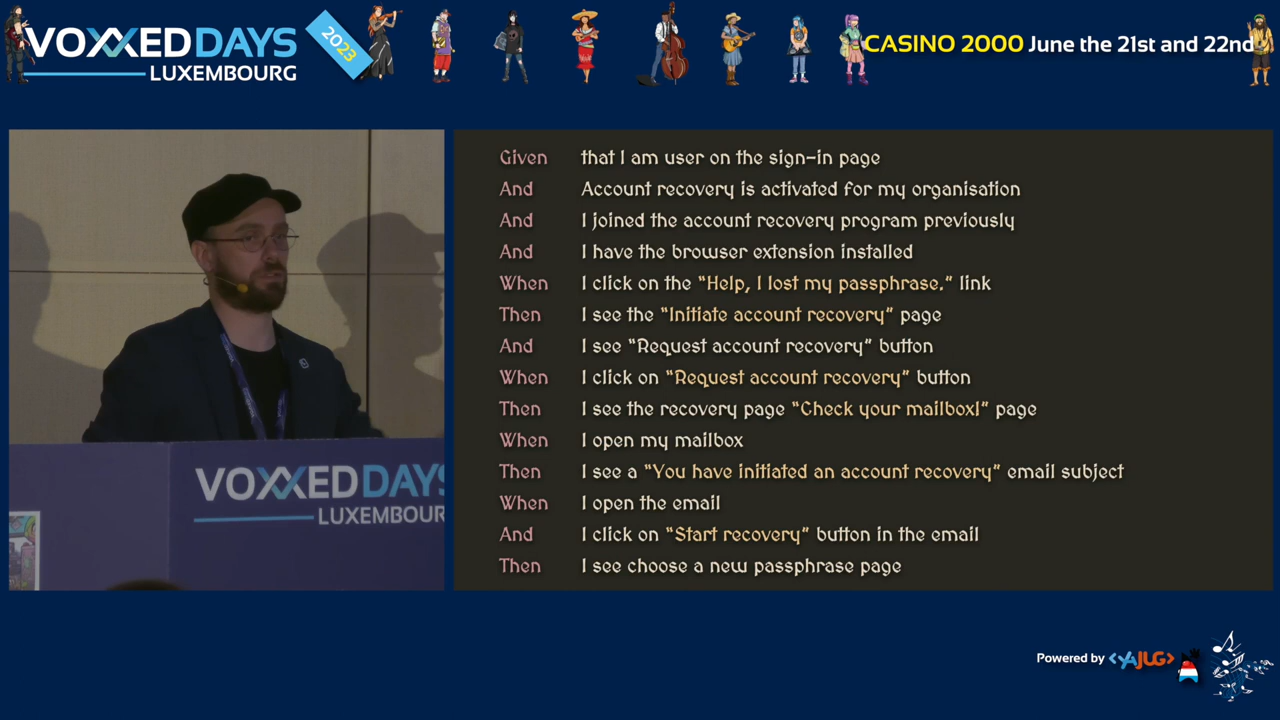 VOXXEDDAYS
LUXEMBOURG
2023
CASINO 2000 June the 21st and 22nd
Given that I am user on the sign-in page
And Account recovery is activated for my organisation
And I joined the account recovery program previously
And I have the browser extension installed
When I click on the “Help, I lost my passphrase.” link
Then I see the “Initiate account recovery” page
And I see “Request account recovery” button
When I click on “Request account recovery” button
Then I see the recovery page “Check your mailbox!” page
When I open my mailbox
Then I see a “You have initiated an account recovery” email subject
When I open the email
And I click on “Start recovery” button in the email
Then I see choose a new passphrase page
VOXXEDDAYS
LUXEMBOUR
Powered by <YAJUG>